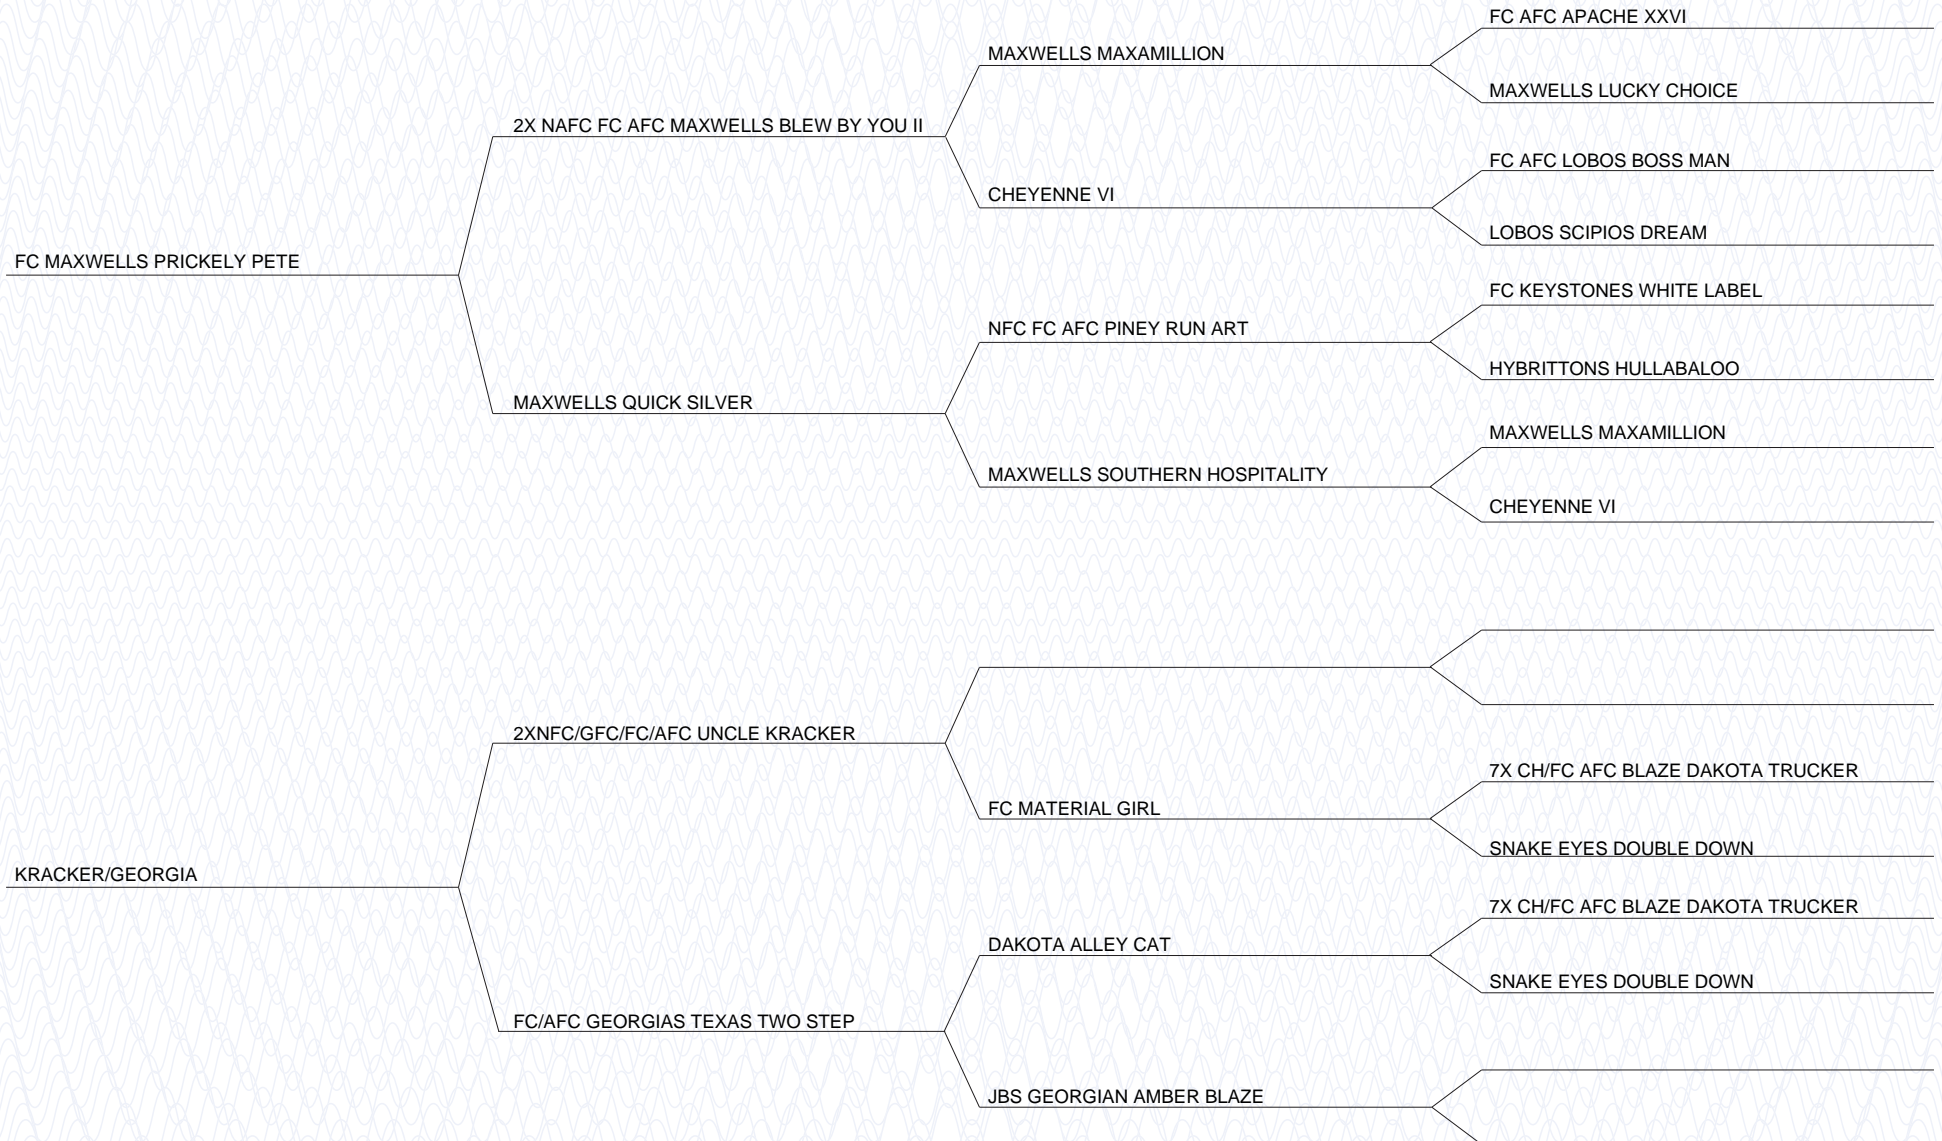 FC AFC APACHE XXVI
MAXWELLS MAXAMILLION
MAXWELLS LUCKY CHOICE
2X NAFC FC AFC MAXWELLS BLEW BY YOU II
FC AFC LOBOS BOSS MAN
CHEYENNE VI
LOBOS SCIPIOS DREAM
FC MAXWELLS PRICKELY PETE
FC KEYSTONES WHITE LABEL
NFC FC AFC PINEY RUN ART
HYBRITTONS HULLABALOO
MAXWELLS QUICK SILVER
MAXWELLS MAXAMILLION
MAXWELLS SOUTHERN HOSPITALITY
CHEYENNE VI
2XNFC/GFC/FC/AFC UNCLE KRACKER
7X CH/FC AFC BLAZE DAKOTA TRUCKER
FC MATERIAL GIRL
SNAKE EYES DOUBLE DOWN
KRACKER/GEORGIA
7X CH/FC AFC BLAZE DAKOTA TRUCKER
DAKOTA ALLEY CAT
SNAKE EYES DOUBLE DOWN
FC/AFC GEORGIAS TEXAS TWO STEP
JBS GEORGIAN AMBER BLAZE